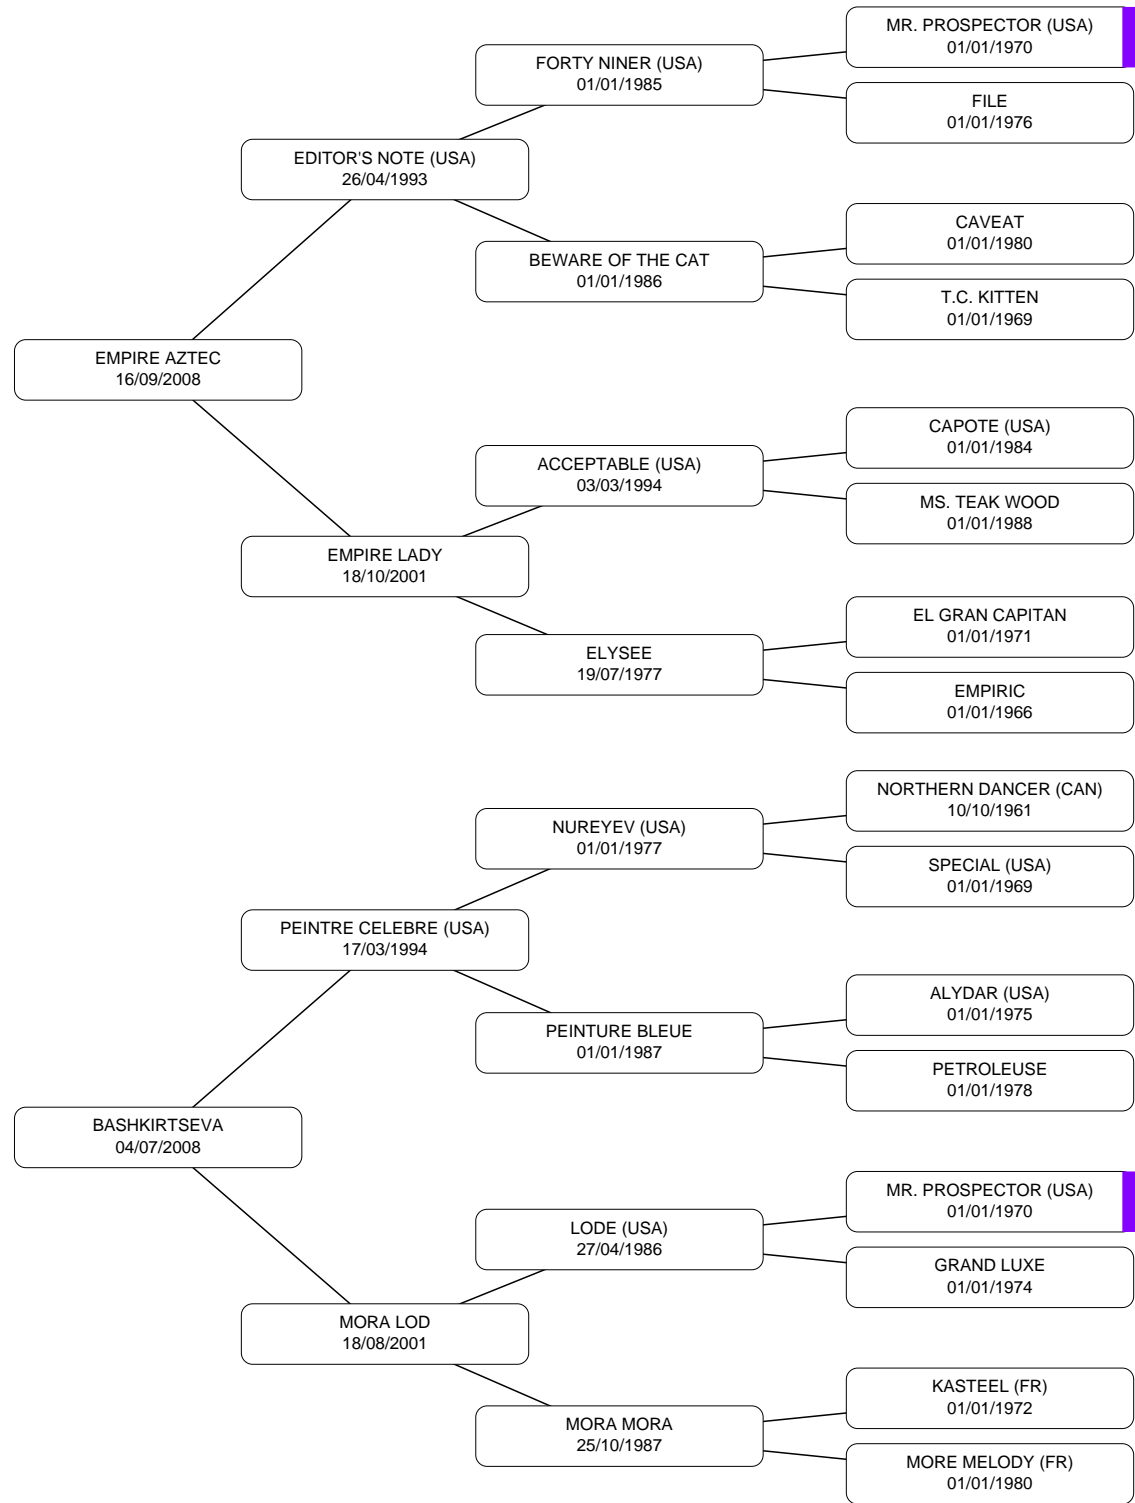 MR. PROSPECTOR (USA)
01/01/1970
FORTY NINER (USA)
01/01/1985
FILE
01/01/1976
EDITOR'S NOTE (USA)
26/04/1993
CAVEAT
01/01/1980
BEWARE OF THE CAT
01/01/1986
T.C. KITTEN
01/01/1969
EMPIRE AZTEC
16/09/2008
CAPOTE (USA)
01/01/1984
ACCEPTABLE (USA)
03/03/1994
MS. TEAK WOOD
01/01/1988
EMPIRE LADY
18/10/2001
EL GRAN CAPITAN
01/01/1971
ELYSEE
19/07/1977
EMPIRIC
01/01/1966
NORTHERN DANCER (CAN)
10/10/1961
NUREYEV (USA)
01/01/1977
SPECIAL (USA)
01/01/1969
PEINTRE CELEBRE (USA)
17/03/1994
ALYDAR (USA)
01/01/1975
PEINTURE BLEUE
01/01/1987
PETROLEUSE
01/01/1978
BASHKIRTSEVA
04/07/2008
MR. PROSPECTOR (USA)
01/01/1970
LODE (USA)
27/04/1986
GRAND LUXE
01/01/1974
MORA LOD
18/08/2001
KASTEEL (FR)
01/01/1972
MORA MORA
25/10/1987
MORE MELODY (FR)
01/01/1980